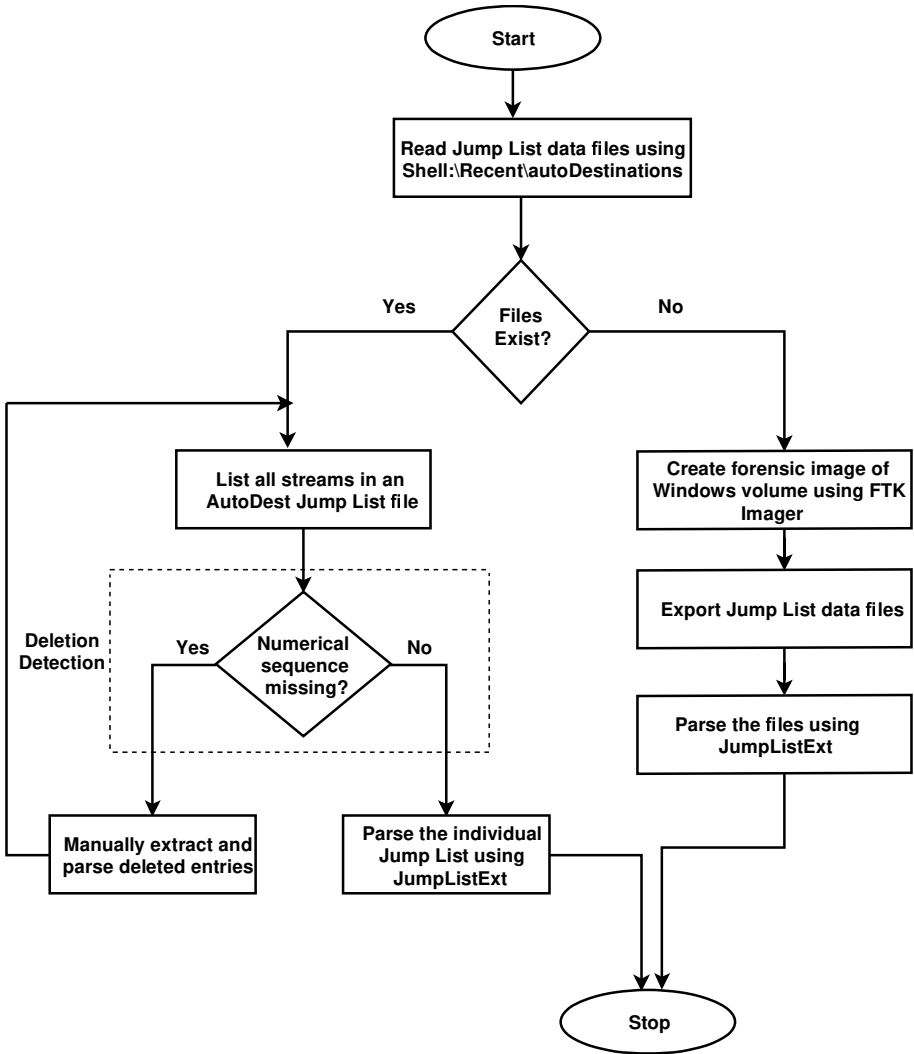 Start
Read Jump List data files using
Shell:\Recent\autoDestinations
Files
Exist?
Yes
No
List all streams in an
AutoDest Jump List file
Create forensic image of
Windows volume using FTK
Imager
Export Jump List data files
Deletion
Detection
Yes
Numerical
sequence
missing?
No
Parse the files using
JumpListExt
Manually extract and
parse deleted entries
Parse the individual
Jump List using
JumpListExt
Stop